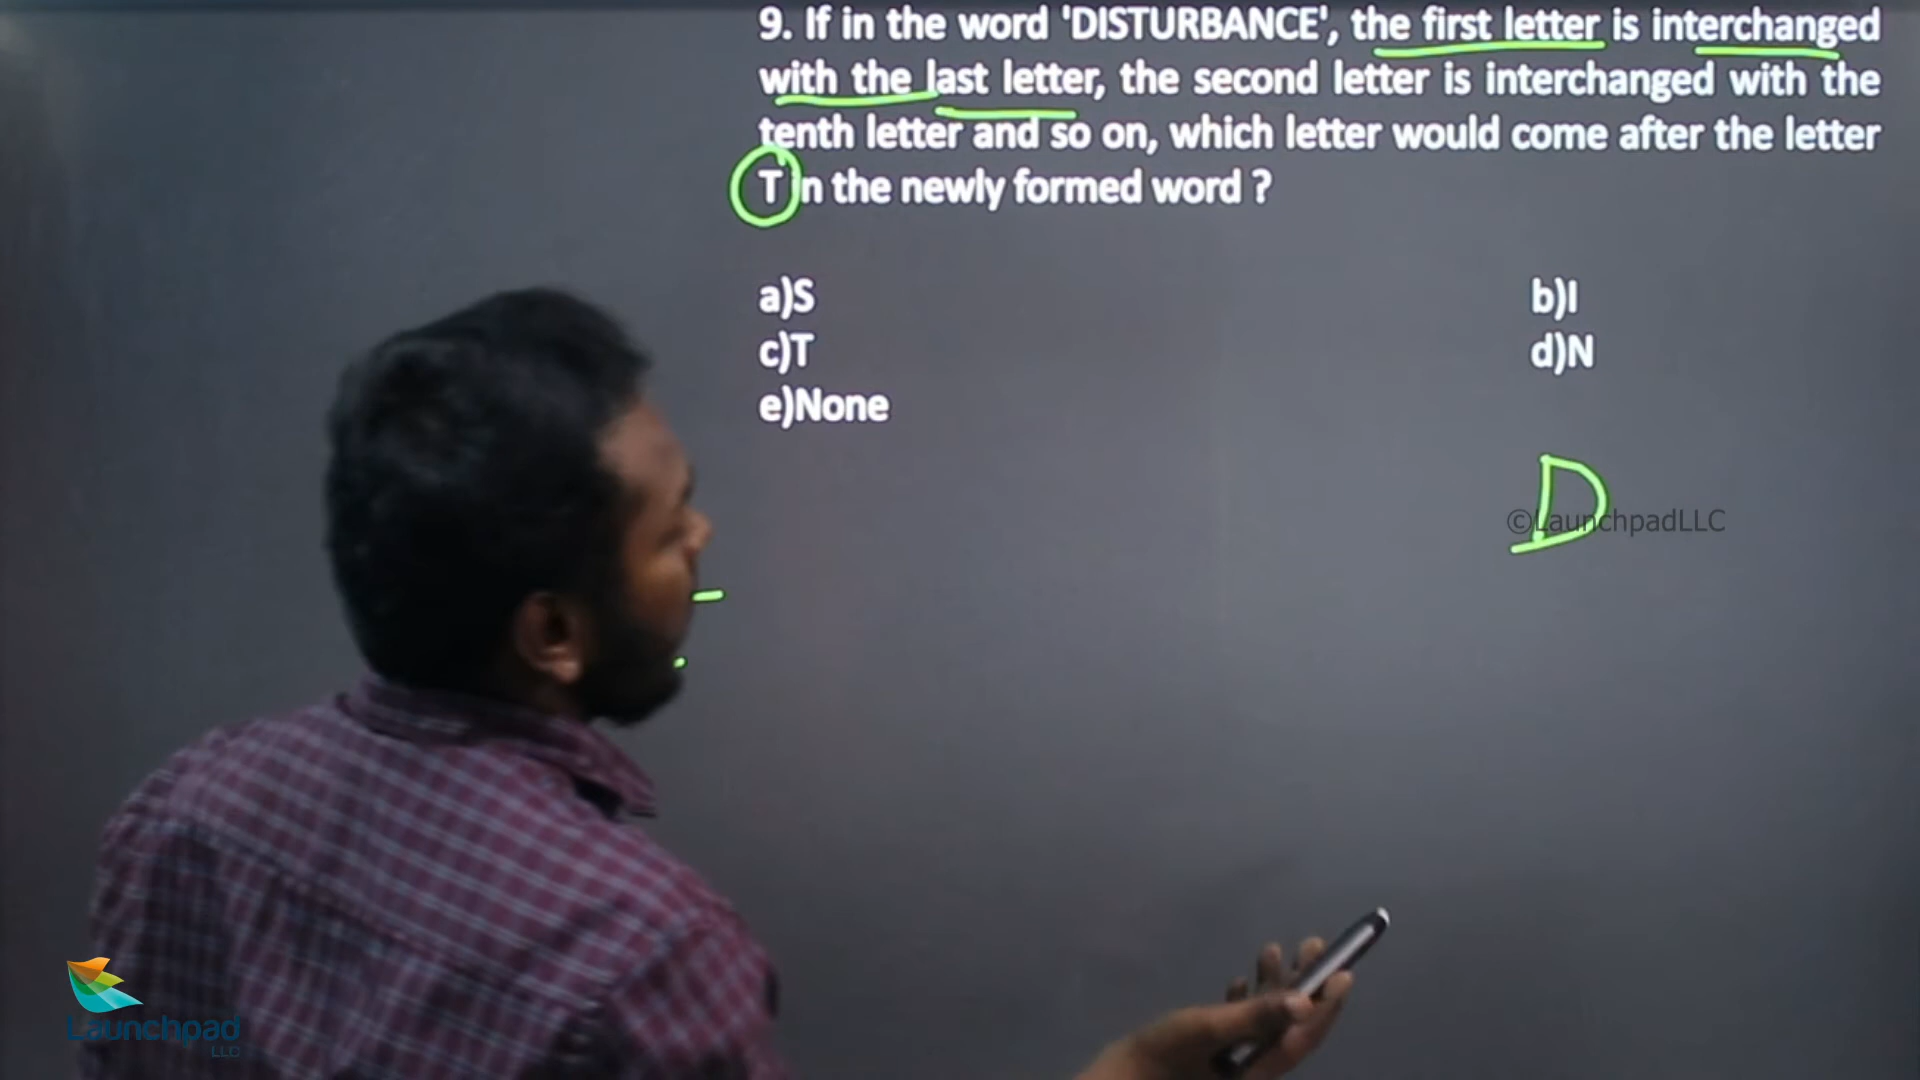 9. If in the word 'DISTURBANCE', the first letter is interchanged
with the last letter, the second letter is interchanged with the
tenth letter and so on, which letter would come after the letter
T in the newly formed word ?
a)S
b)I
c)T
d)N
e)None
D
©LaunchpadLLC
Launchpad
LLC